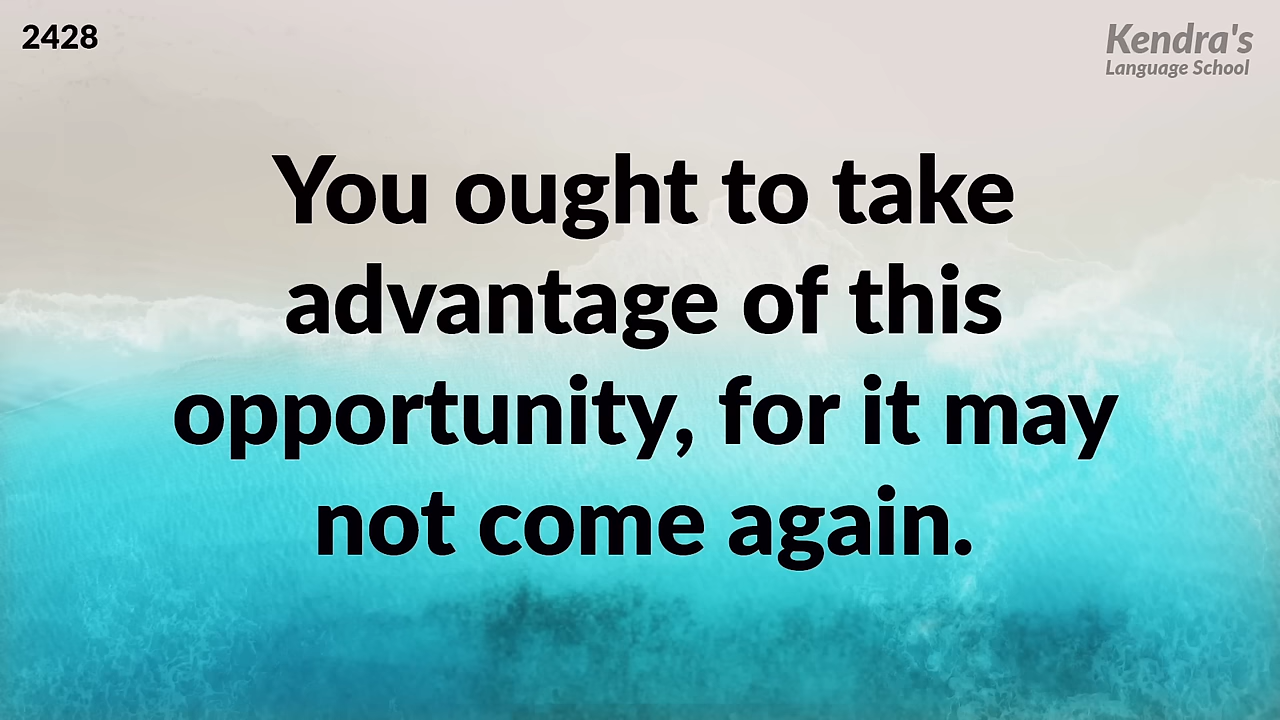 2428
Kendra's
Language School
You ought to take
advantage of this
opportunity, for it may
not come again.